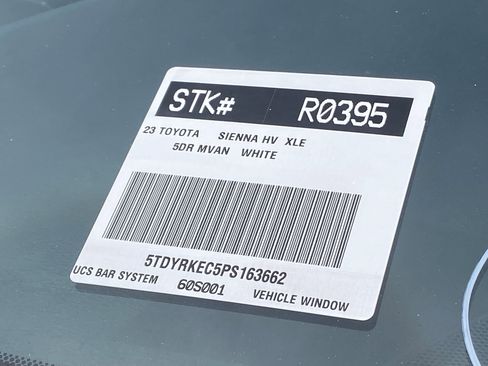 STK# R0395
23 TOYOTA SIENNA HV XLE
5DR MVAN WHITE
5TDYRKEC5PS163662
UCS BAR SYSTEM 60S001 VEHICLE WINDOW